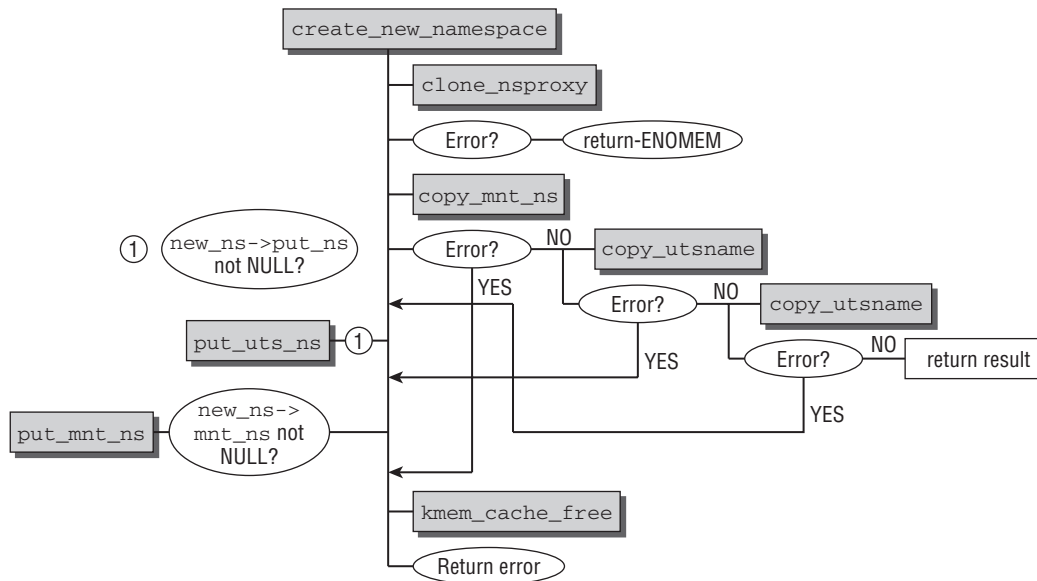 create_new_namespace
clone_nsproxy
Error?
return-ENOMEM
copy_mnt_ns
1
new_ns->put_ns
not NULL?
Error?
NO
copy_utsname
YES
Error?
NO
copy_utsname
put_uts_ns
1
YES
Error?
NO
return result
YES
put_mnt_ns
new_ns->
mnt_ns not
NULL?
kmem_cache_free
Return error